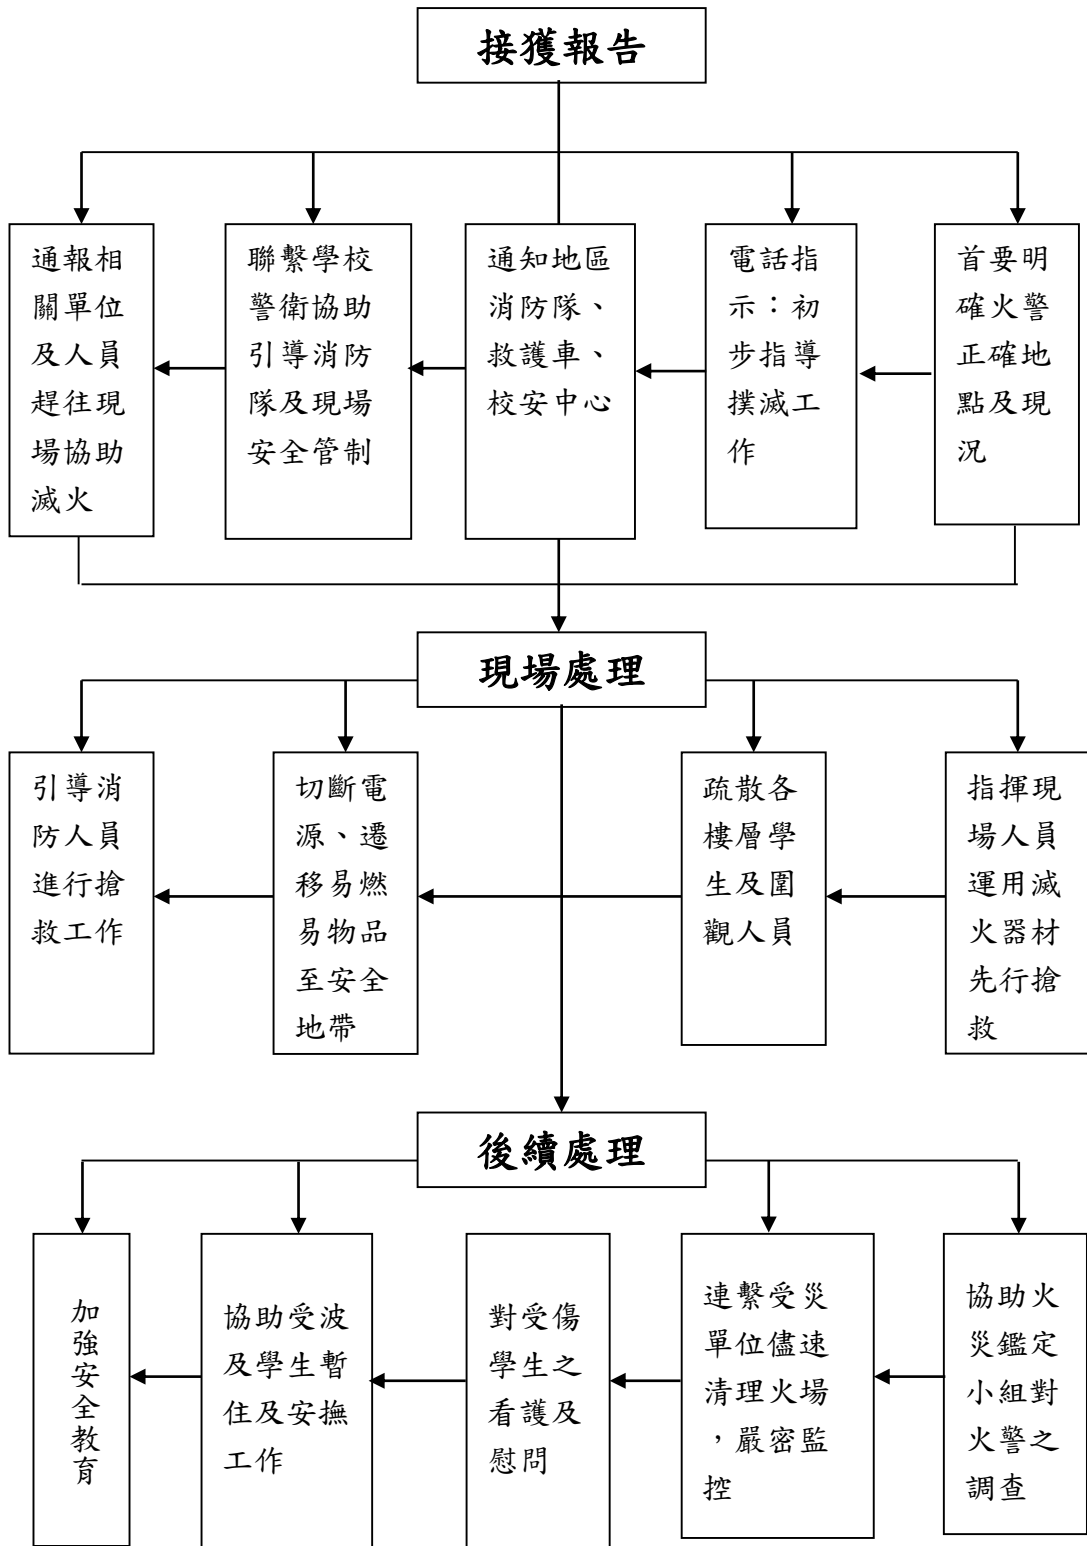 接獲報告
通報相
關單位
及人員
趕往現
場協助
滅火
聯繫學校
警衛協助
引導消防
隊及現場
安全管制
通知地區
消防隊、
救護車、
校安中心
電話指
示：初
步指導
撲滅工
作
首要明
確火警
正確地
點及現
況
現場處理
引導消
防人員
進行搶
救工作
切斷電
源、遷
移易燃
易物品
至安全
地帶
疏散各
樓層學
生及圍
觀人員
指揮現
場人員
運用滅
火器材
先行搶
救
後續處理
加強安全教育
協助受波
及學生暫
住及安撫
工作
對受傷
學生之
看護及
慰問
連繫受災
單位儘速
清理火場
，嚴密監
控
協助火
災鑑定
小組對
火警之
調查